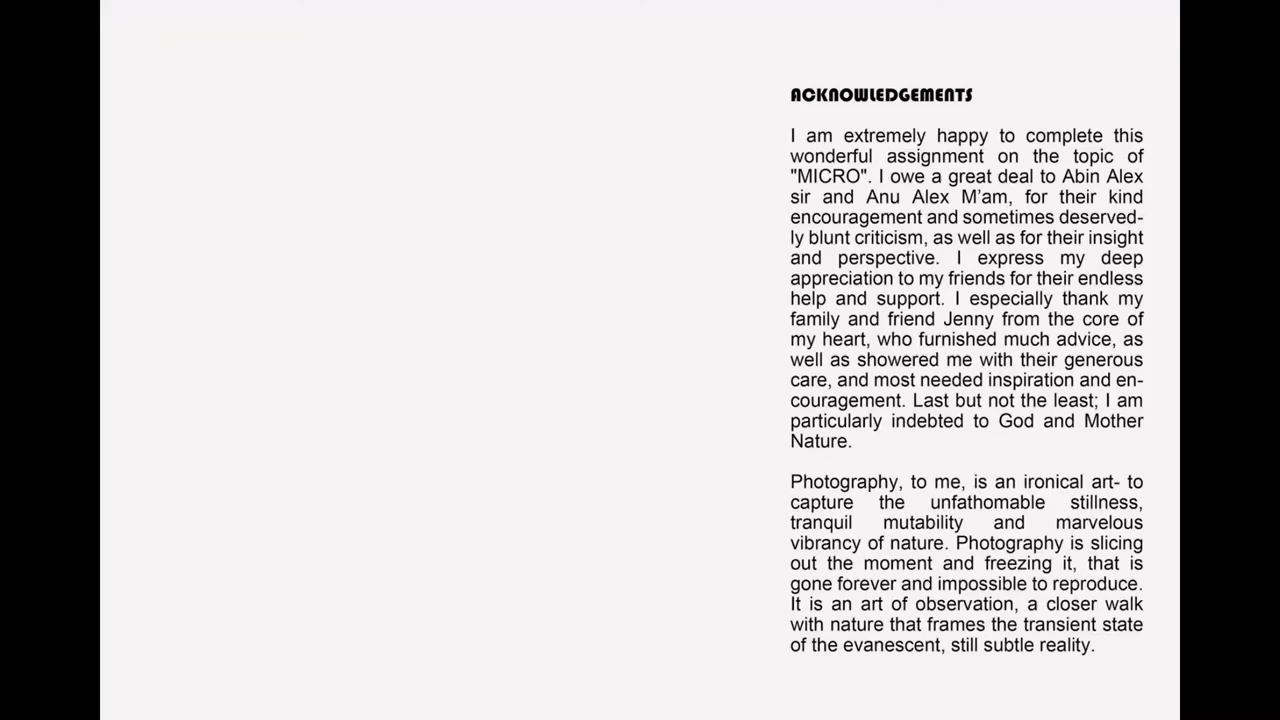 ACKNOWLEDGEMENTS
I am extremely happy to complete this
wonderful assignment on the topic of
"MICRO". I owe a great deal to Abin Alex
sir and Anu Alex M’am, for their kind
encouragement and sometimes deserved-
ly blunt criticism, as well as for their insight
and perspective. I express my deep
appreciation to my friends for their endless
help and support. I especially thank my
family and friend Jenny from the core of
my heart, who furnished much advice, as
well as showered me with their generous
care, and most needed inspiration and en-
couragement. Last but not the least; I am
particularly indebted to God and Mother
Nature.
Photography, to me, is an ironical art- to
capture the unfathomable stillness,
tranquil mutability and marvelous
vibrancy of nature. Photography is slicing
out the moment and freezing it, that is
gone forever and impossible to reproduce.
It is an art of observation, a closer walk
with nature that frames the transient state
of the evanescent, still subtle reality.